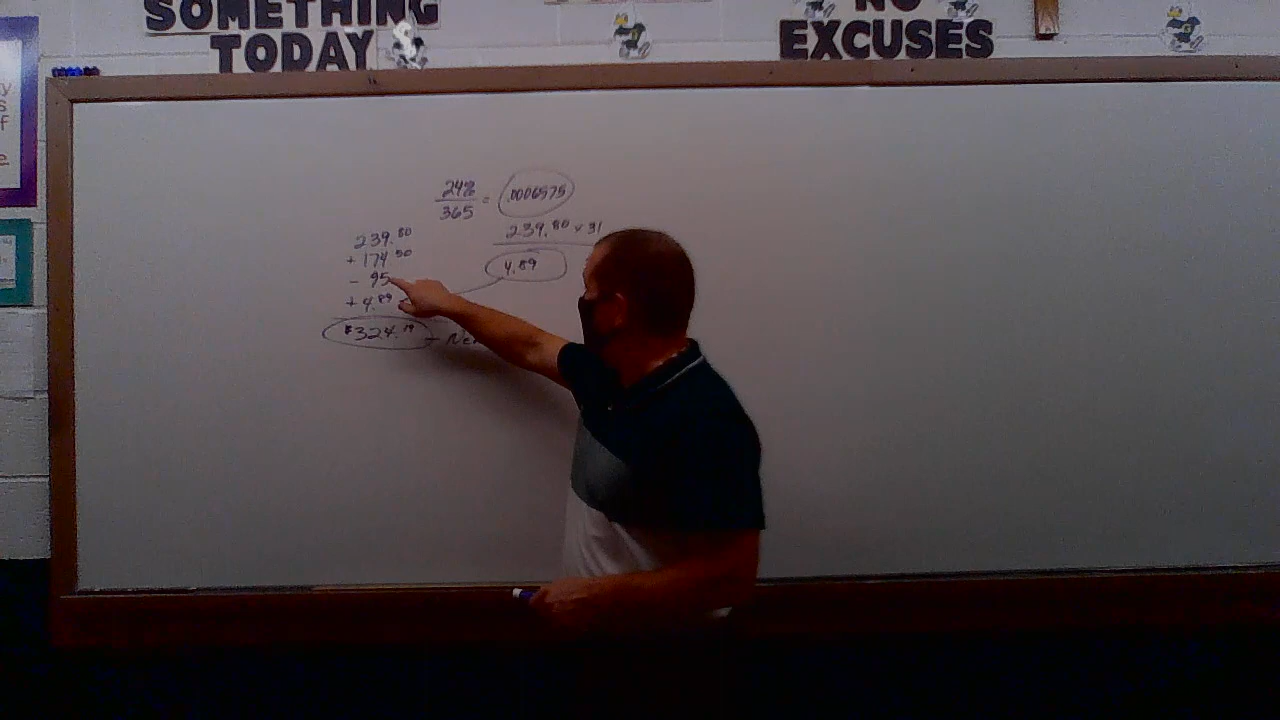 SOMETHING
TODAY
NO
EXCUSES
24%
365
= .0006575
239.80 x 31
4.89
239.80
+ 174.50
- 95
+ 4.89
$324.19